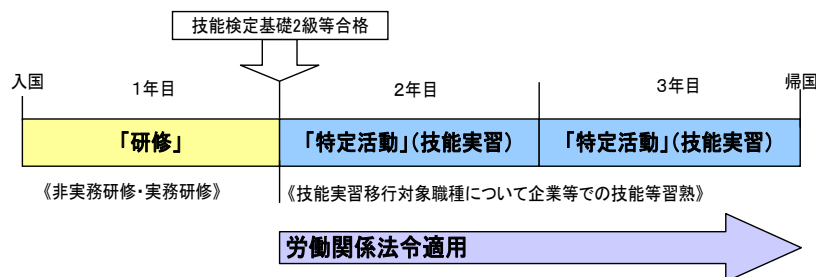 技能検定基礎2級等合格
入国
1年目
2年目
3年目
帰国
「研修」
「特定活動」(技能実習)
「特定活動」(技能実習)
《非実務研修・実務研修》
《技能実習移行対象職種について企業等での技能等習熟》
労働関係法令適用